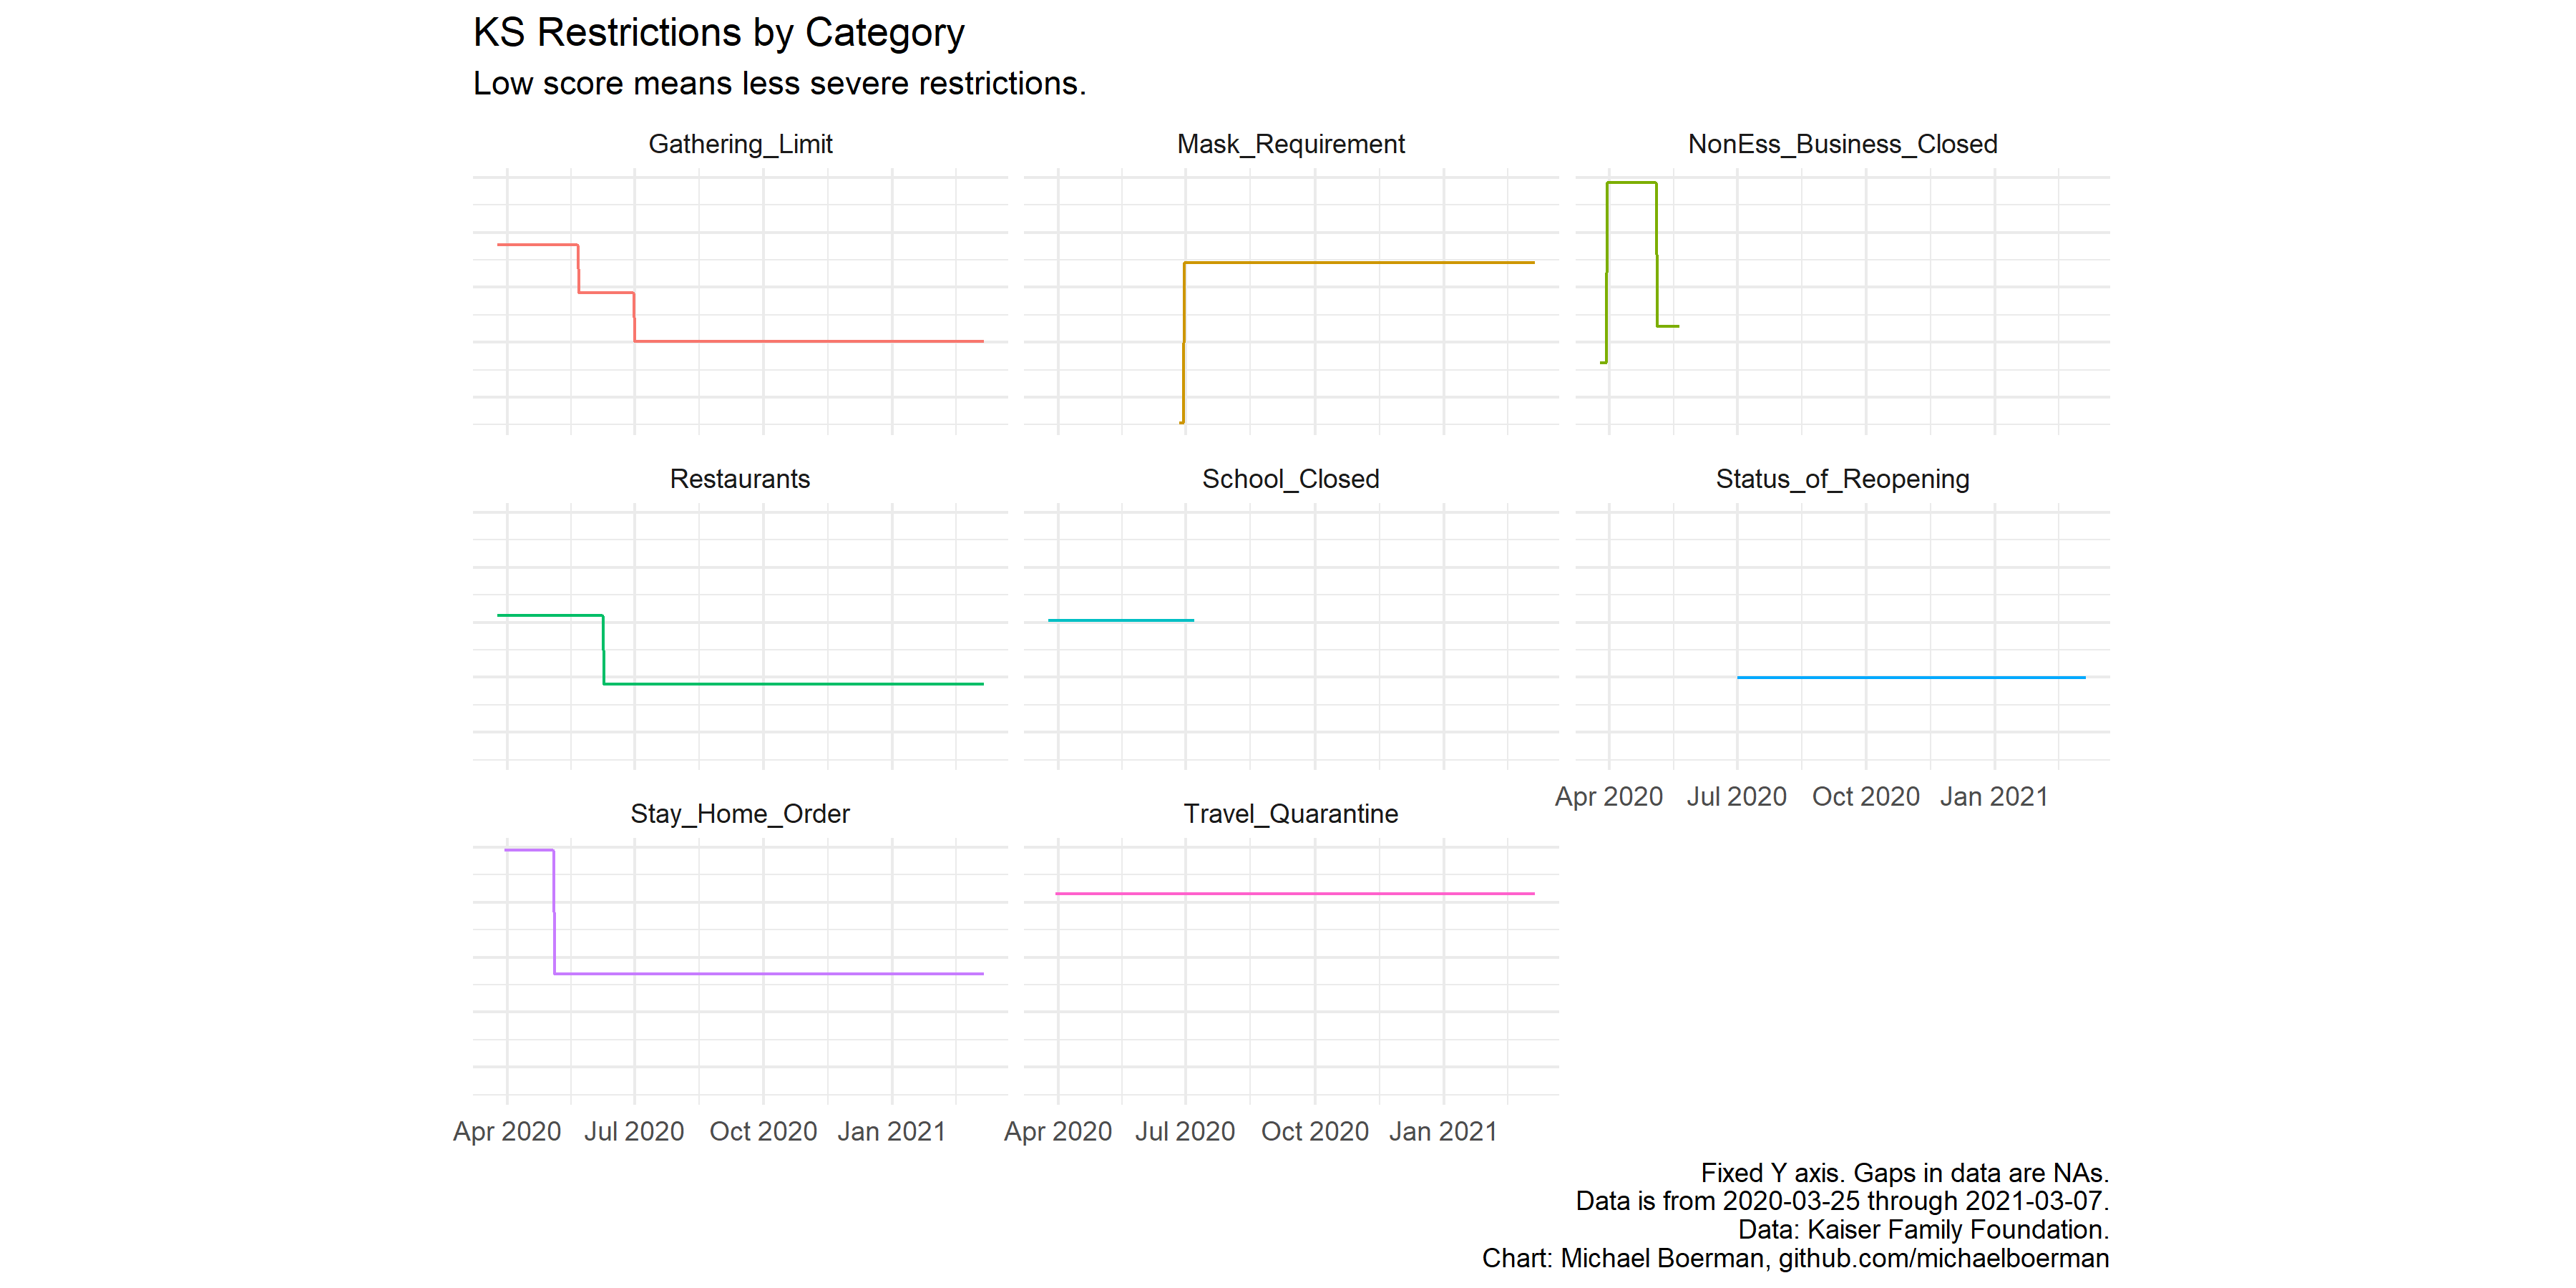 KS Restrictions by Category
Low score means less severe restrictions.
Gathering_Limit
Mask_Requirement
NonEss_Business_Closed
Restaurants
School_Closed
Status_of_Reopening
Apr 2020 Jul 2020 Oct 2020 Jan 2021
Stay_Home_Order
Travel_Quarantine
Apr 2020 Jul 2020 Oct 2020 Jan 2021
Apr 2020 Jul 2020 Oct 2020 Jan 2021
Fixed Y axis. Gaps in data are NAs.
Data is from 2020-03-25 through 2021-03-07.
Data: Kaiser Family Foundation.
Chart: Michael Boerman, github.com/michaelboerman